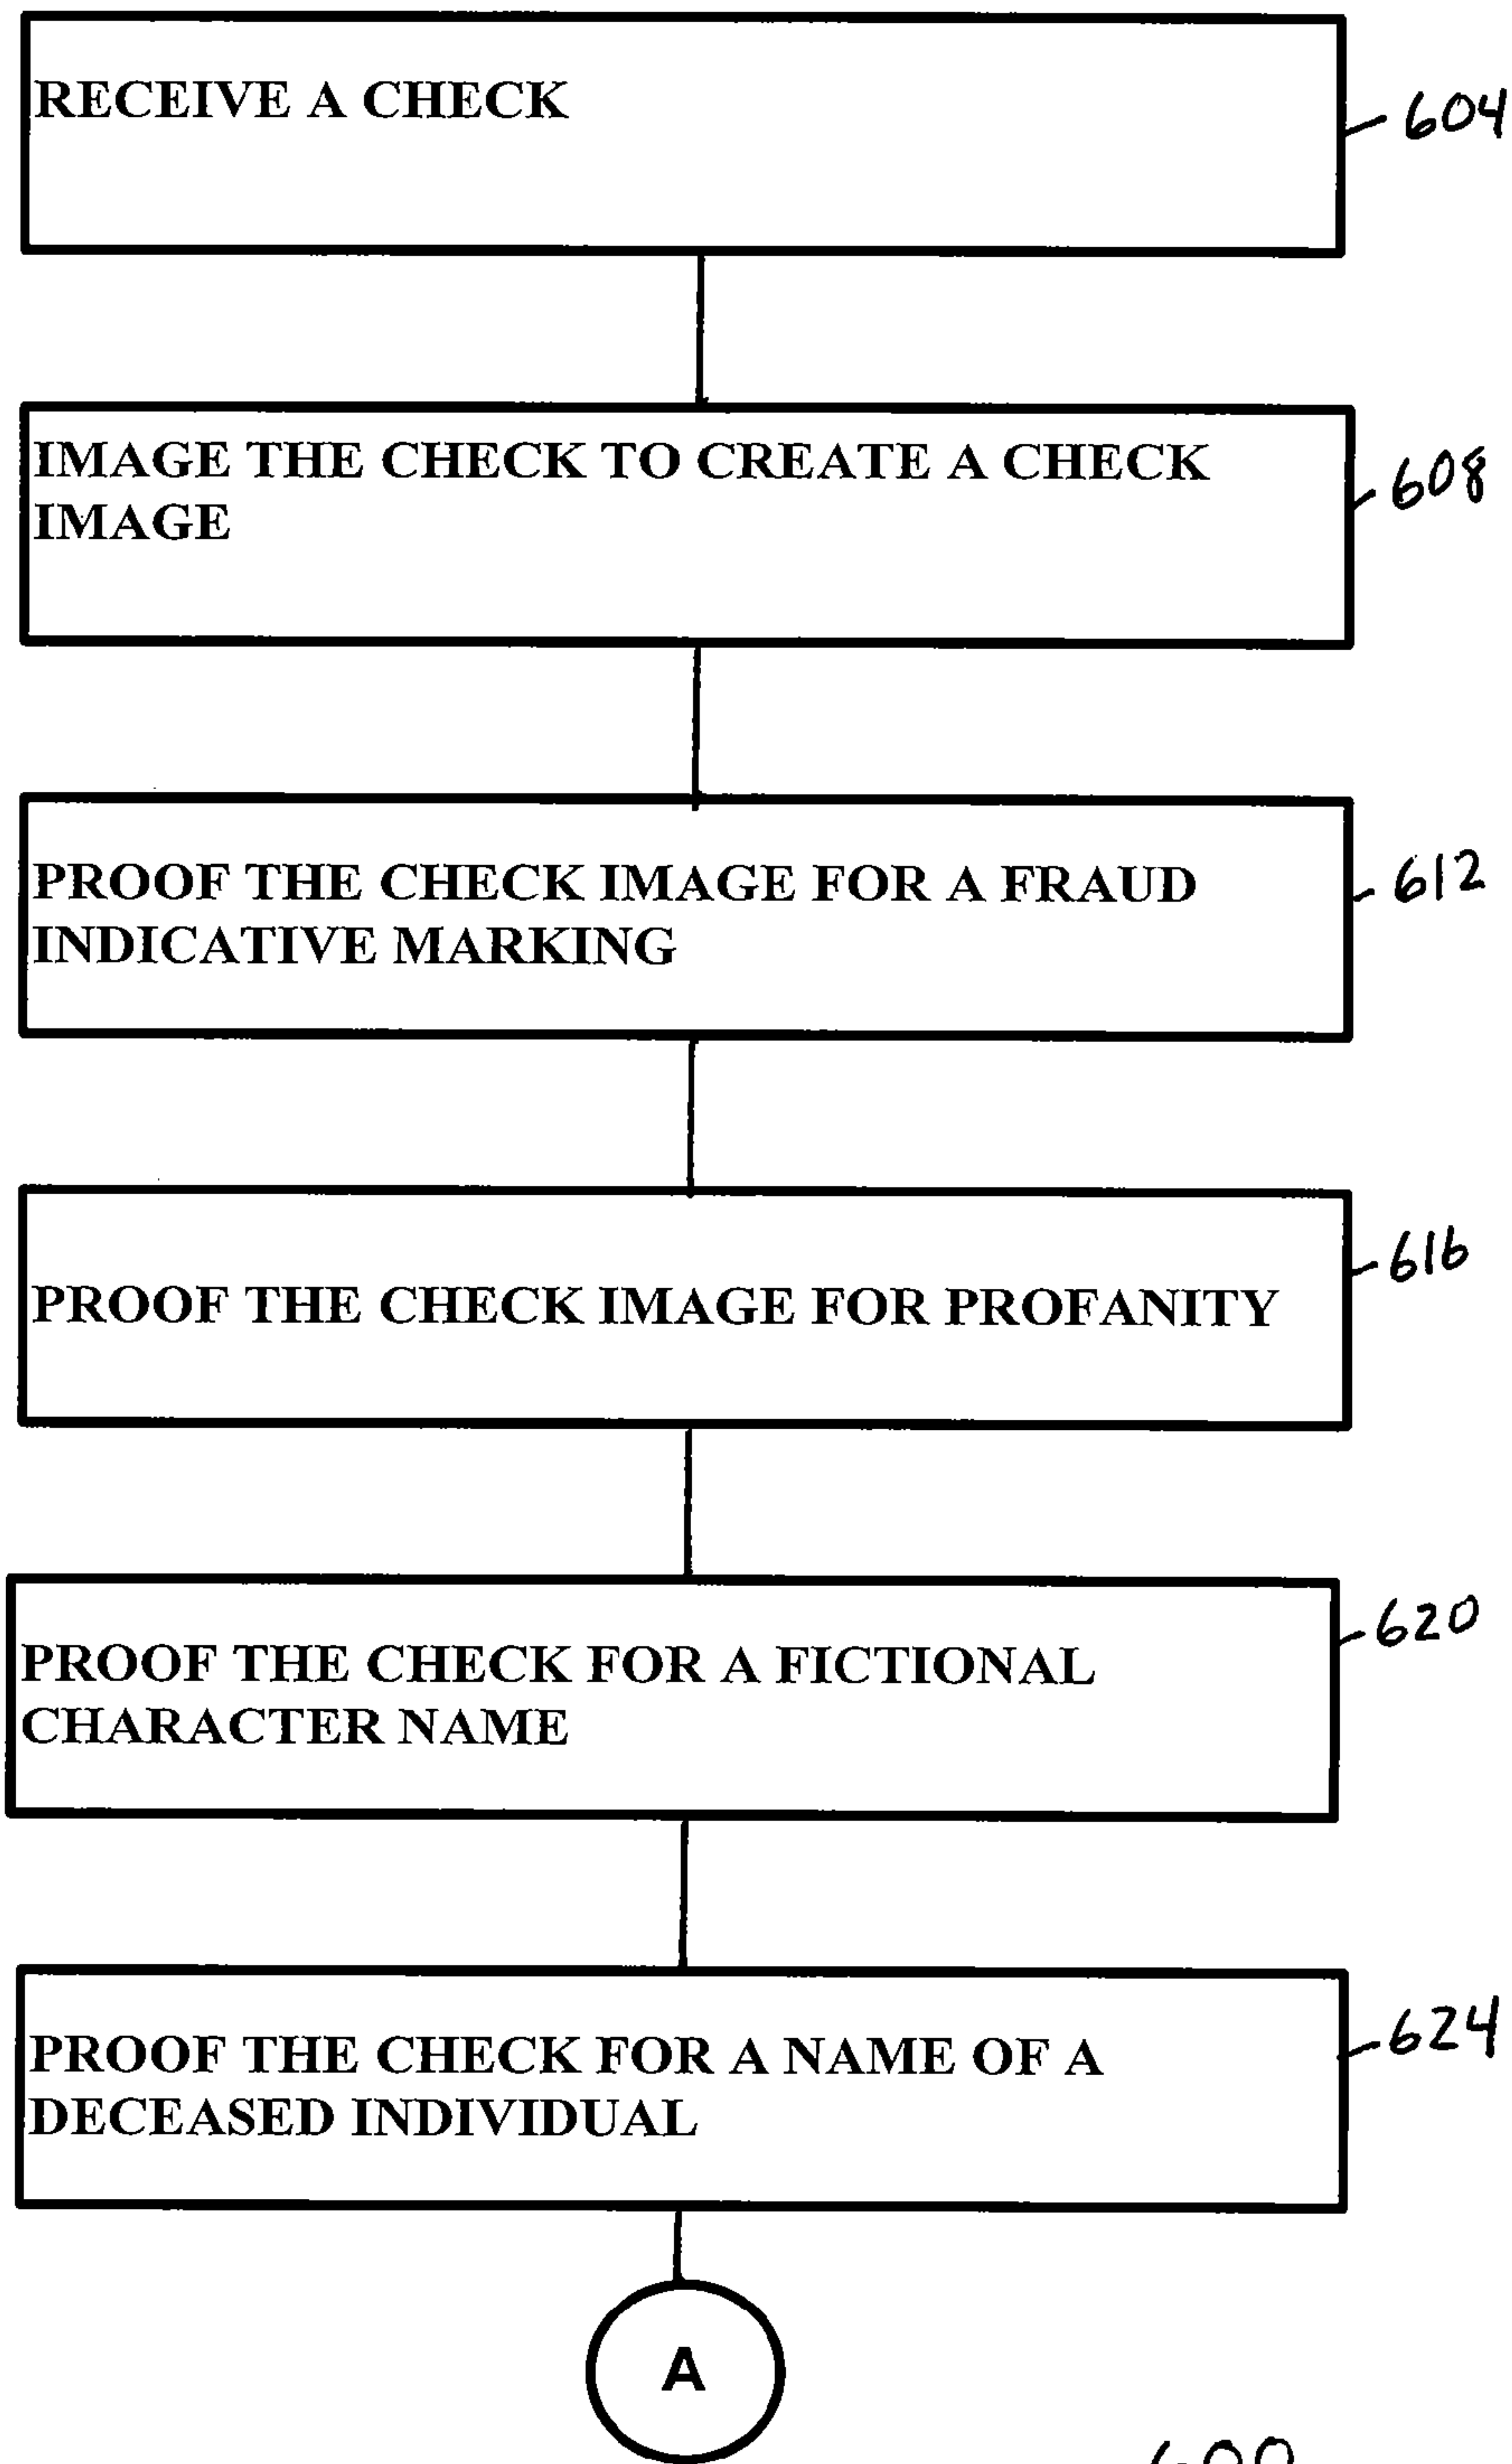 RECEIVE A CHECK
604
IMAGE THE CHECK TO CREATE A CHECK
IMAGE
608
PROOF THE CHECK IMAGE FOR A FRAUD
INDICATIVE MARKING
612
PROOF THE CHECK IMAGE FOR PROFANITY
616
PROOF THE CHECK FOR A FICTIONAL
CHARACTER NAME
620
PROOF THE CHECK FOR A NAME OF A
DECEASED INDIVIDUAL
624
A